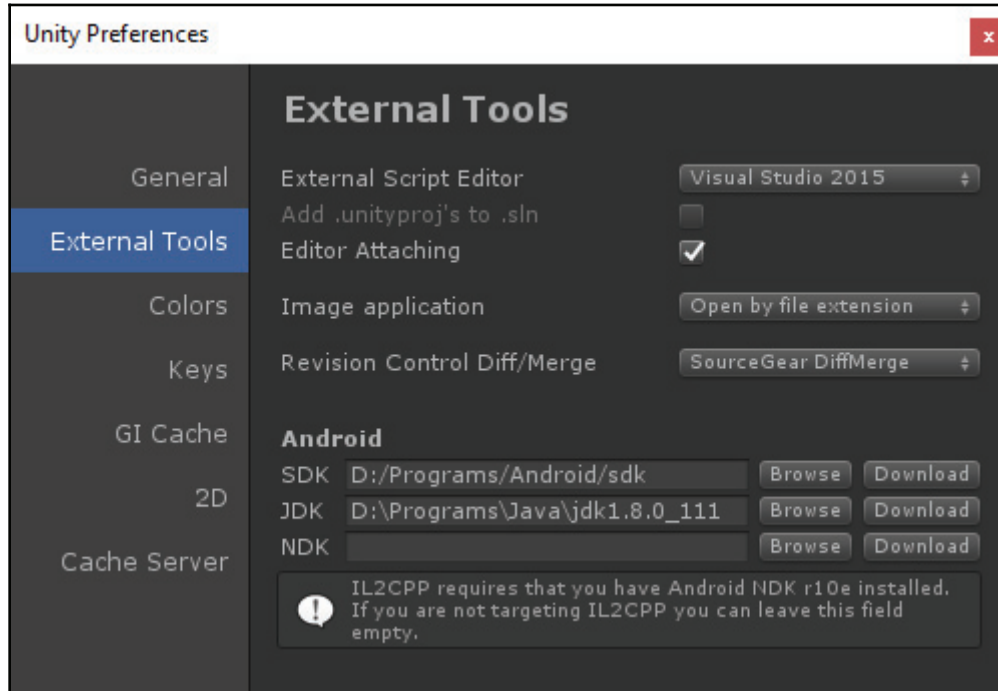 Unity Preferences
x
External Tools
General
External Tools
Colors
Keys
GI Cache
2D
Cache Server
External Script Editor Visual Studio 2015
Add .unityproj's to .sln
Editor Attaching
Image application Open by file extension
Revision Control Diff/Merge SourceGear DiffMerge
Android
SDK D:/Programs/Android/sdk Browse Download
JDK D:\Programs\Java\jdk1.8.0_111 Browse Download
NDK Browse Download
IL2CPP requires that you have Android NDK r10e installed.
If you are not targeting IL2CPP you can leave this field
empty.